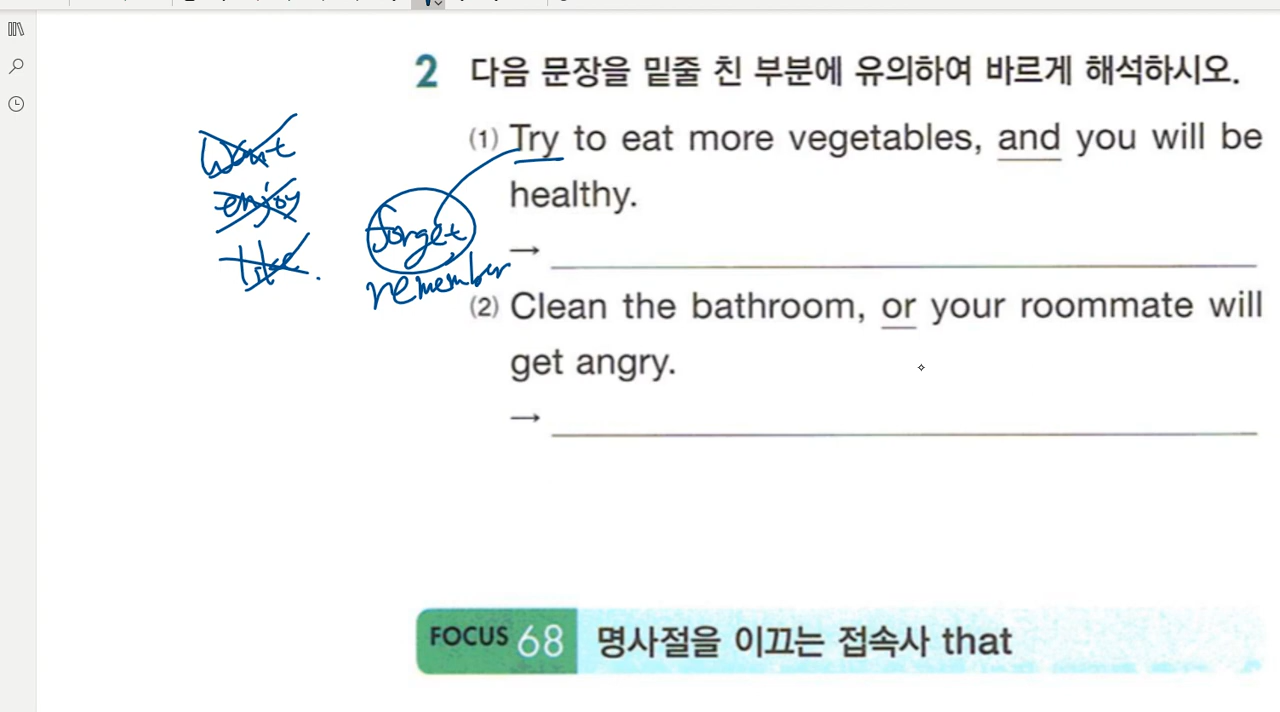 2 다음 문장을 밑줄 친 부분에 유의하여 바르게 해석하시오.
(1) Try to eat more vegetables, and you will be
healthy.
→
(2) Clean the bathroom, or your roommate will
get angry.
→
want
enjoy
like.
forget
remember
FOCUS 68 명사절을 이끄는 접속사 that